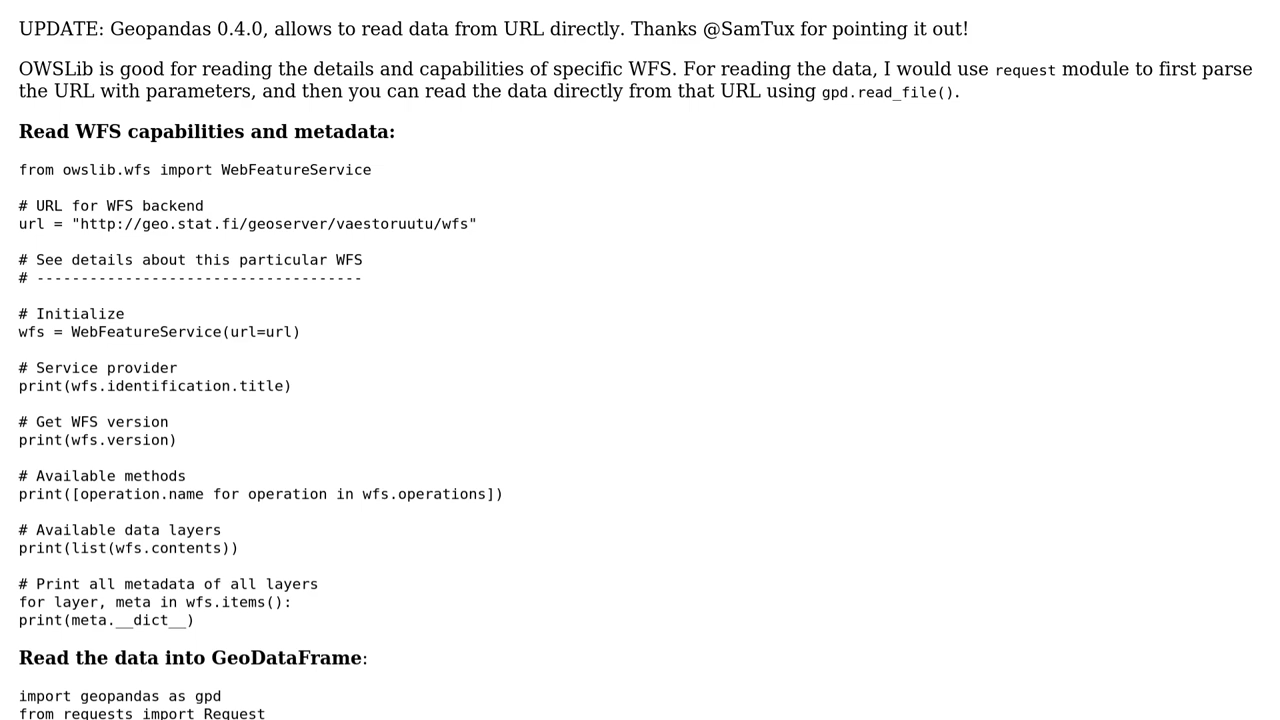 UPDATE: Geopandas 0.4.0, allows to read data from URL directly. Thanks @SamTux for pointing it out!
OWSLib is good for reading the details and capabilities of specific WFS. For reading the data, I would use request module to first parse
the URL with parameters, and then you can read the data directly from that URL using gpd.read_file().
Read WFS capabilities and metadata:
from owslib.wfs import WebFeatureService
# URL for WFS backend
url = "http://geo.stat.fi/geoserver/vaestoruutu/wfs"
# See details about this particular WFS
# -------------------------------------
# Initialize
wfs = WebFeatureService(url=url)
# Service provider
print(wfs.identification.title)
# Get WFS version
print(wfs.version)
# Available methods
print([operation.name for operation in wfs.operations])
# Available data layers
print(list(wfs.contents))
# Print all metadata of all layers
for layer, meta in wfs.items():
print(meta.__dict__)
Read the data into GeoDataFrame:
import geopandas as gpd
from requests import Request